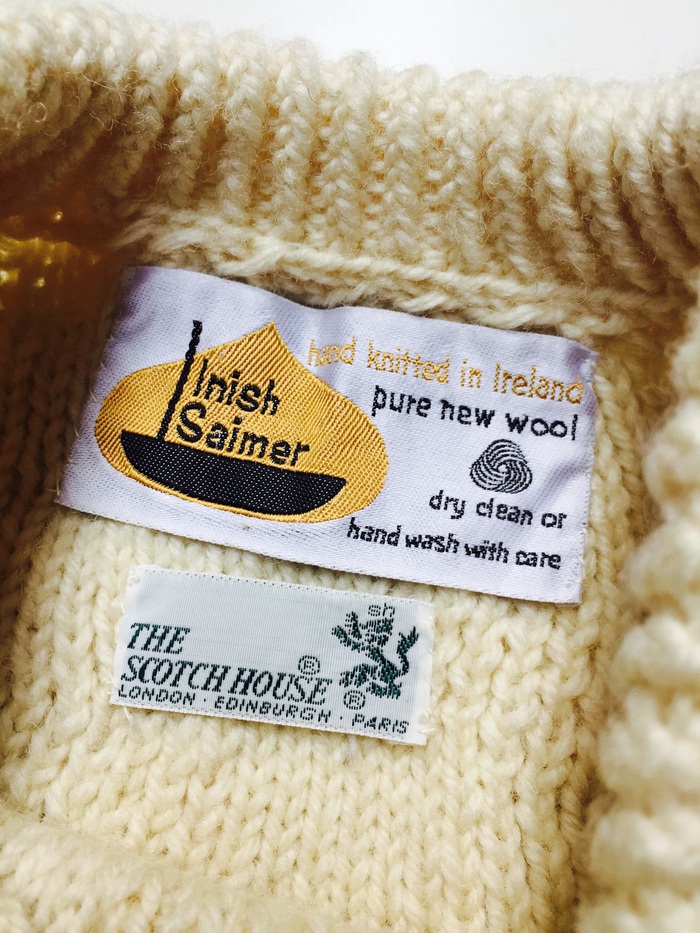 Inish
Saimer
hand knitted in Ireland
pure new wool
dry clean or
hand wash with care
THE
SCOTCH HOUSE®
®
LONDON · EDINBURGH · PARIS